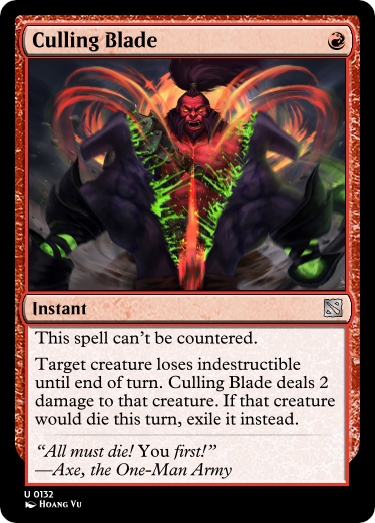 Culling Blade
Instant
This spell can't be countered.
Target creature loses indestructible
until end of turn. Culling Blade deals 2
damage to that creature. If that creature
would die this turn, exile it instead.
“All must die! You first!”
—Axe, the One-Man Army
U 0132
Hoang Vu